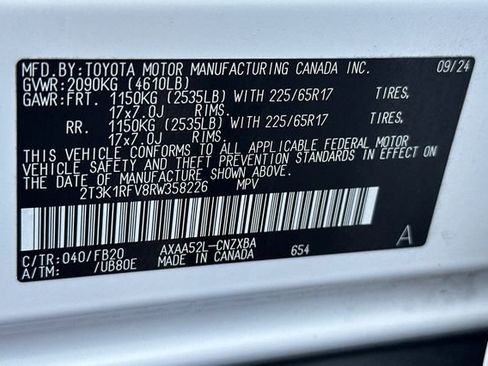 MFD.BY:TOYOTA MOTOR MANUFACTURING CANADA INC. 09/24
GVWR:2090KG (4610LB)
GAWR:FRT. 1150KG (2535LB) WITH 225/65R17 TIRES,
17x7.0J RIMS,
RR. 1150KG (2535LB) WITH 225/65R17 TIRES,
17x7.0J RIMS.
THIS VEHICLE CONFORMS TO ALL APPLICABLE FEDERAL MOTOR
VEHICLE SAFETY AND THEFT PREVENTION STANDARDS IN EFFECT ON
THE DATE OF MANUFACTURE SHOWN ABOVE.
2T3K1RFV8RW358226 MPV
C/TR:040/FB20 AXAA52L-CNZXBA 654 A
A/TM: /UB80E MADE IN CANADA